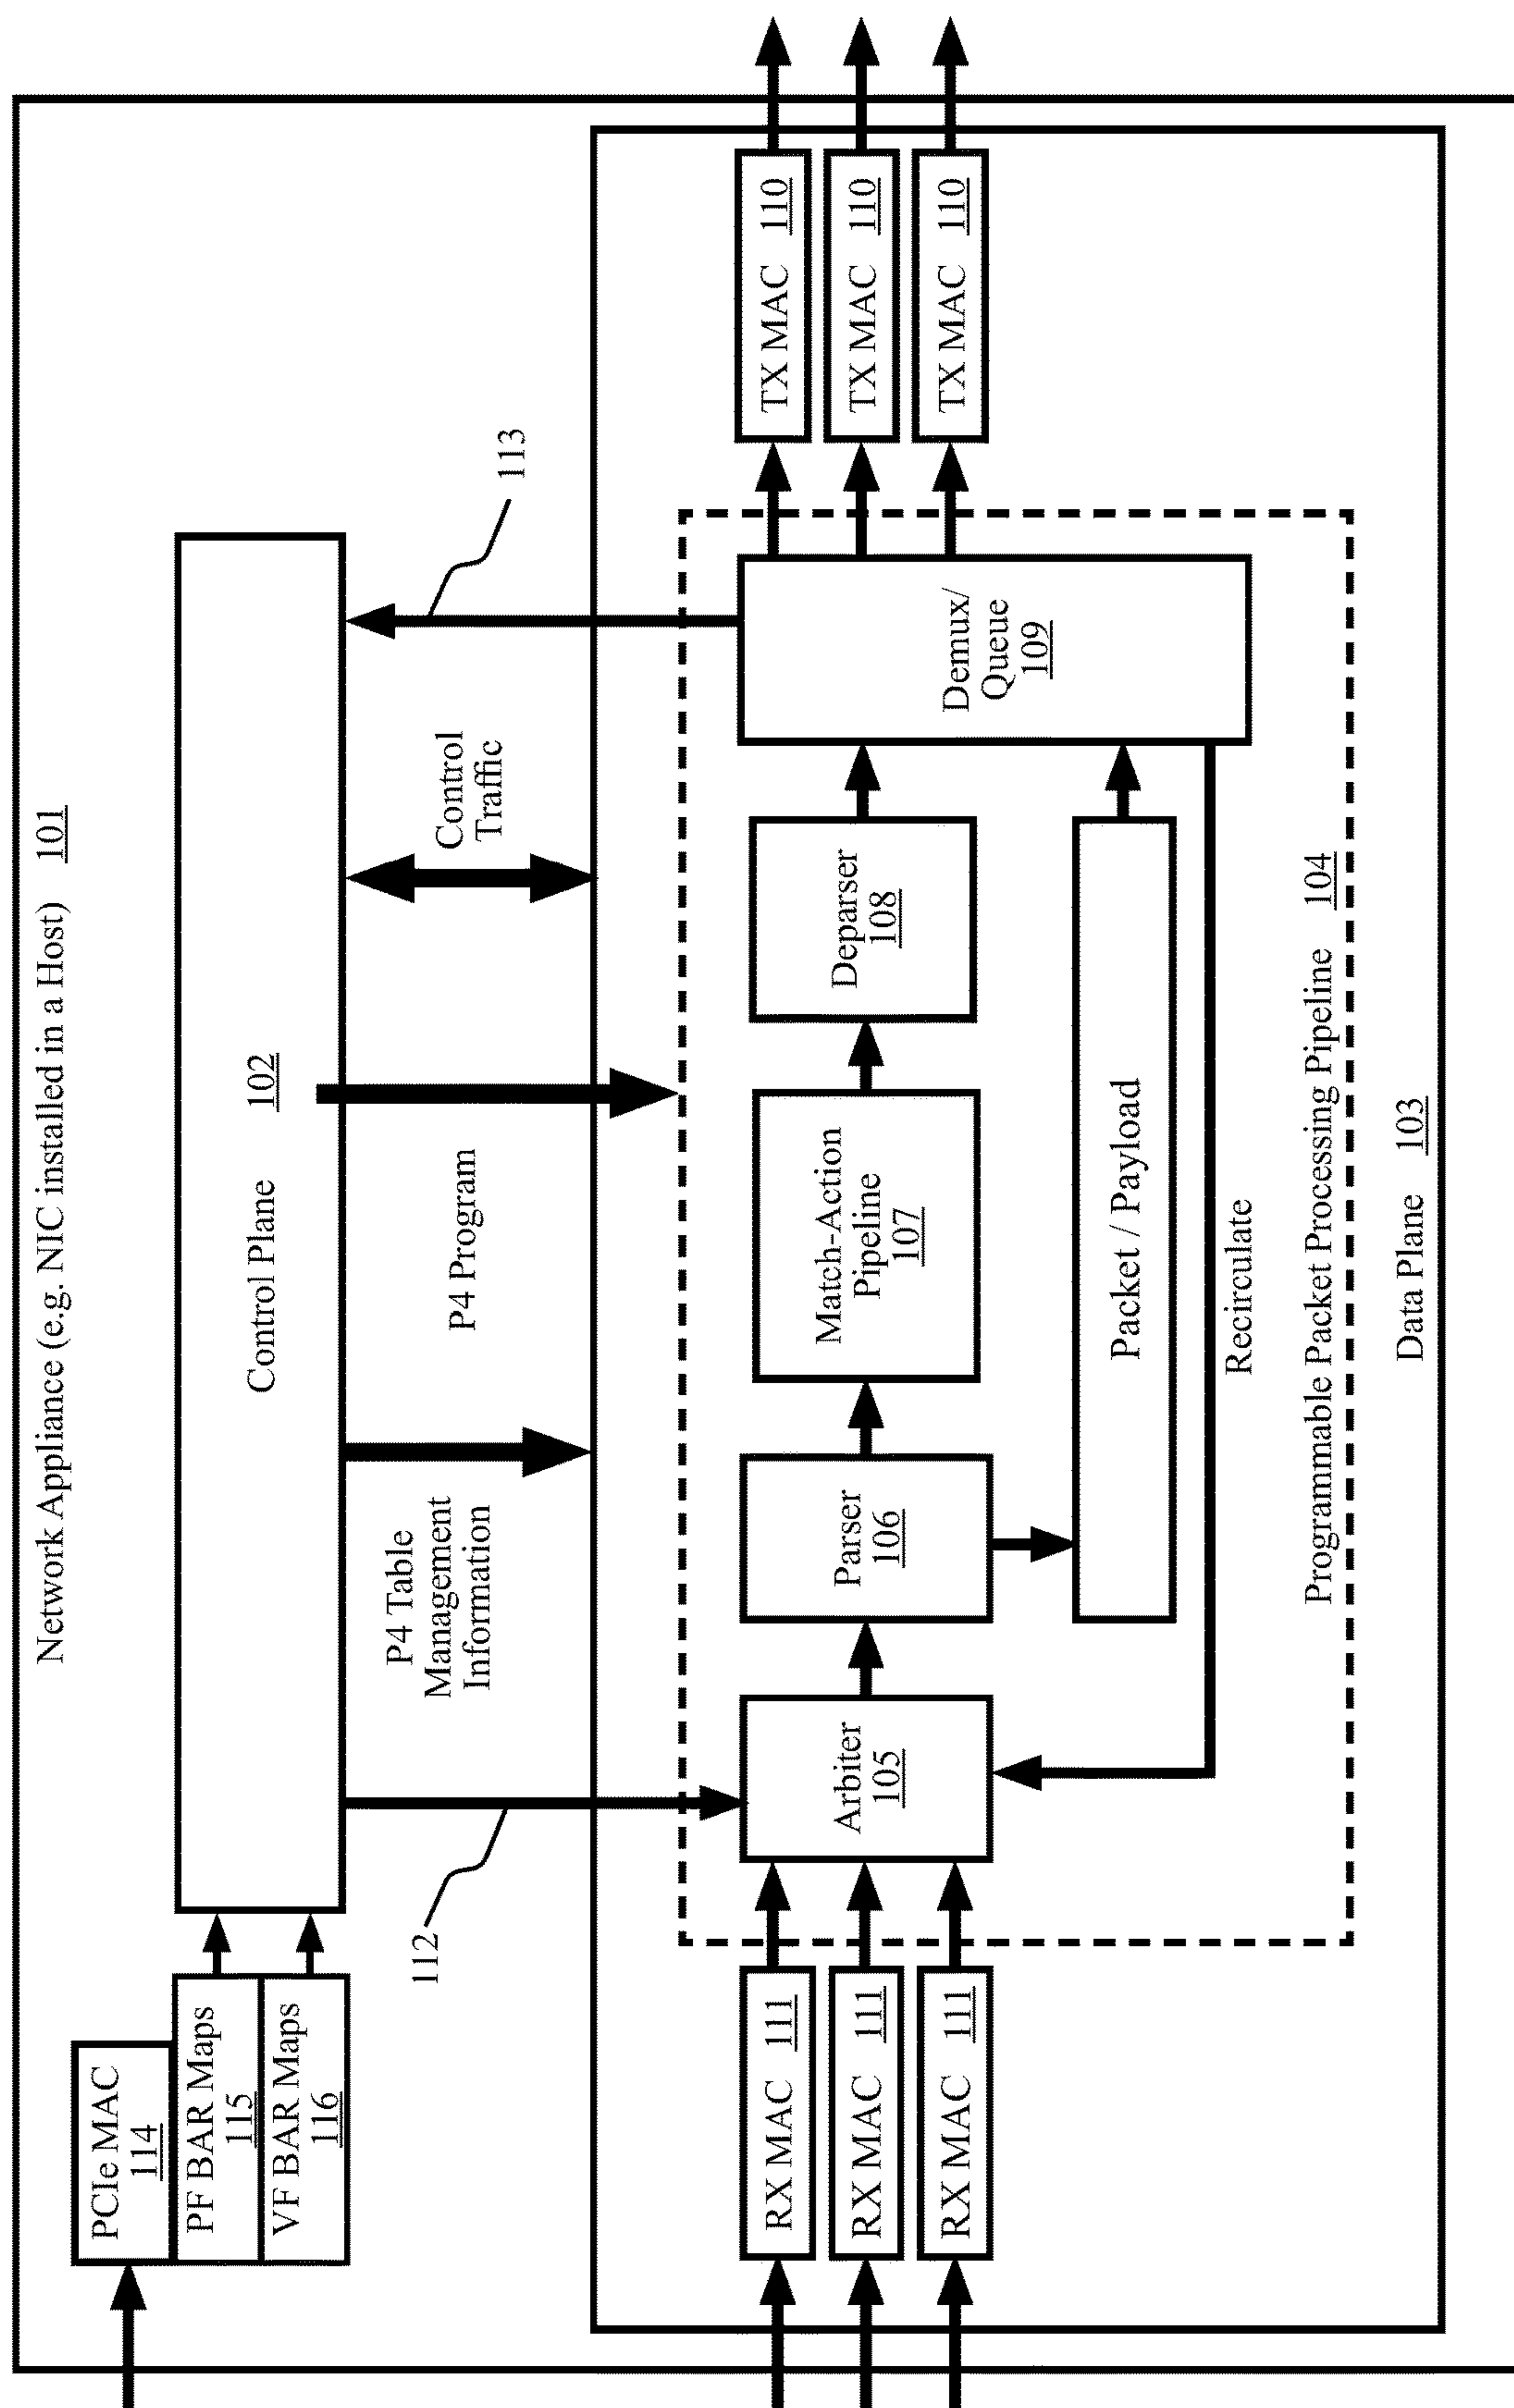 Network Appliance (e.g. NIC installed in a Host) 101
PCIe MAC
114
PF BAR Maps
115
VF BAR Maps
116
Control Plane 102
112
P4 Table
Management
Information
P4 Program
Control
Traffic
113
RX MAC 111
RX MAC 111
RX MAC 111
Arbiter
105
Parser
106
Match-Action
Pipeline
107
Deparser
108
Demux/
Queue
109
TX MAC 110
TX MAC 110
TX MAC 110
Packet / Payload
Recirculate
Programmable Packet Processing Pipeline 104
Data Plane 103